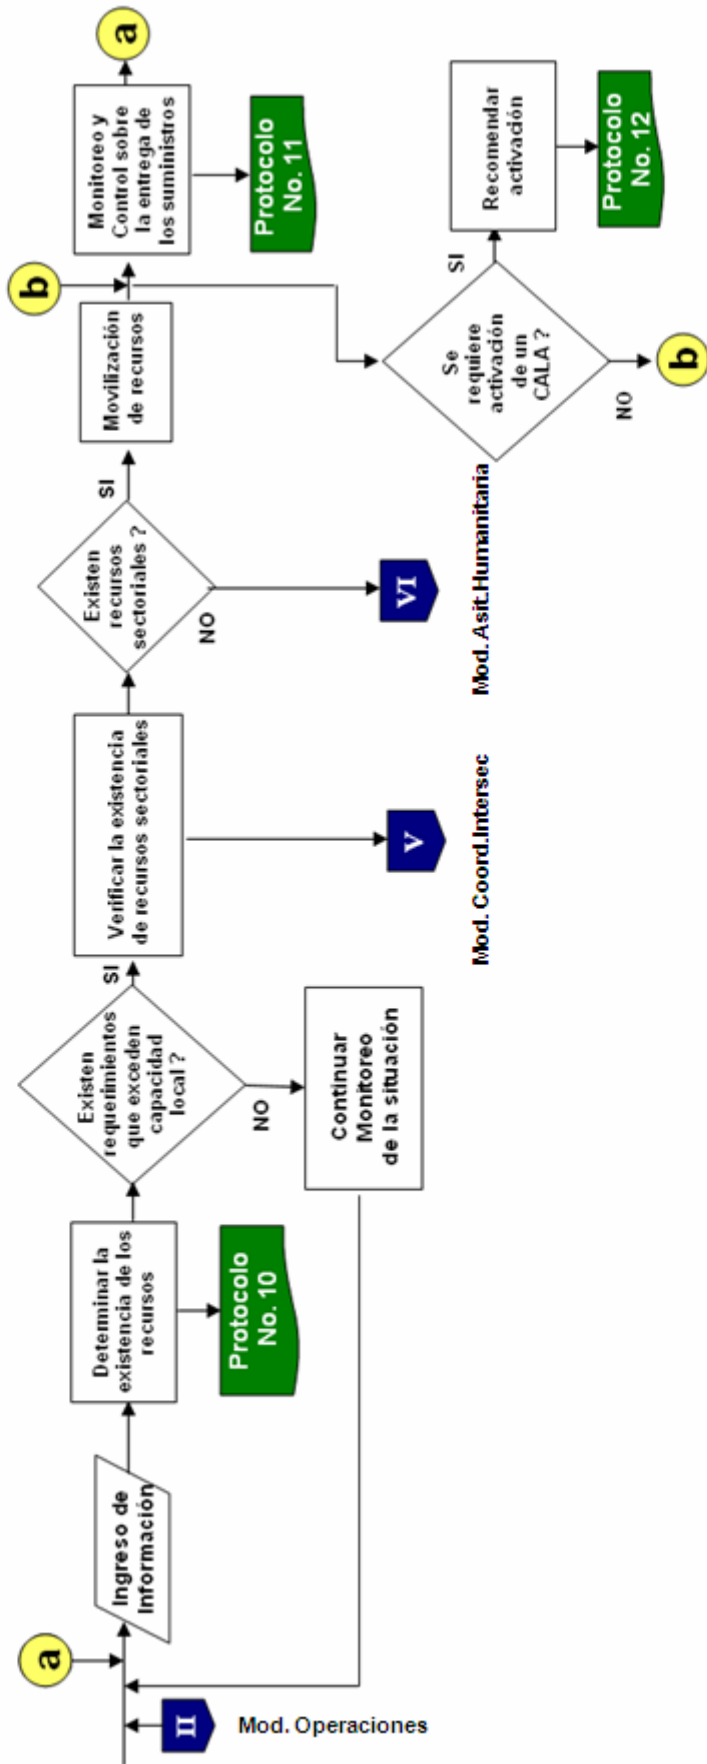 a
II
Mod. Operaciones
Ingreso de
Información
Determinar la
existencia de los
recursos
Protocolo
No. 10
Existen
requerimientos
que exceden
capacidad
local ?
SI
NO
Continuar
Monitoreo
de la situación
Verificar la existencia
de recursos sectoriales
V
Mod. Coord.Intersec
Existen
recursos
sectoriales ?
SI
NO
VI
Mod. Asit.Humanitaria
Movilización
de recursos
b
Monitoreo y
Control sobre
la entrega de
los suministros
a
Protocolo
No. 11
Se
requiere
activación
de un
CALA ?
SI
NO
b
Recomendar
activación
Protocolo
No. 12